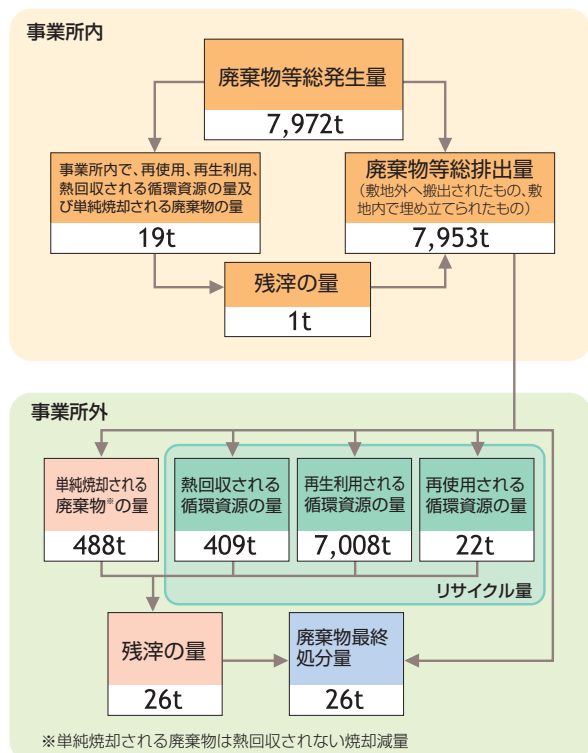 事業所内
廃棄物等総発生量
7,972t
事業所内で、再使用、再生利用、
熱回収される循環資源の量及
び単純焼却される廃棄物の量
19t
廃棄物等総排出量
（敷地外へ搬出されたもの、敷
地内で埋め立てられたもの）
7,953t
残滓の量
1t
事業所外
単純焼却される
廃棄物※の量
488t
熱回収される
循環資源の量
409t
再生利用される
循環資源の量
7,008t
再使用される
循環資源の量
22t
リサイクル量
残滓の量
26t
廃棄物最終
処分量
26t
※単純焼却される廃棄物は熱回収されない焼却減量